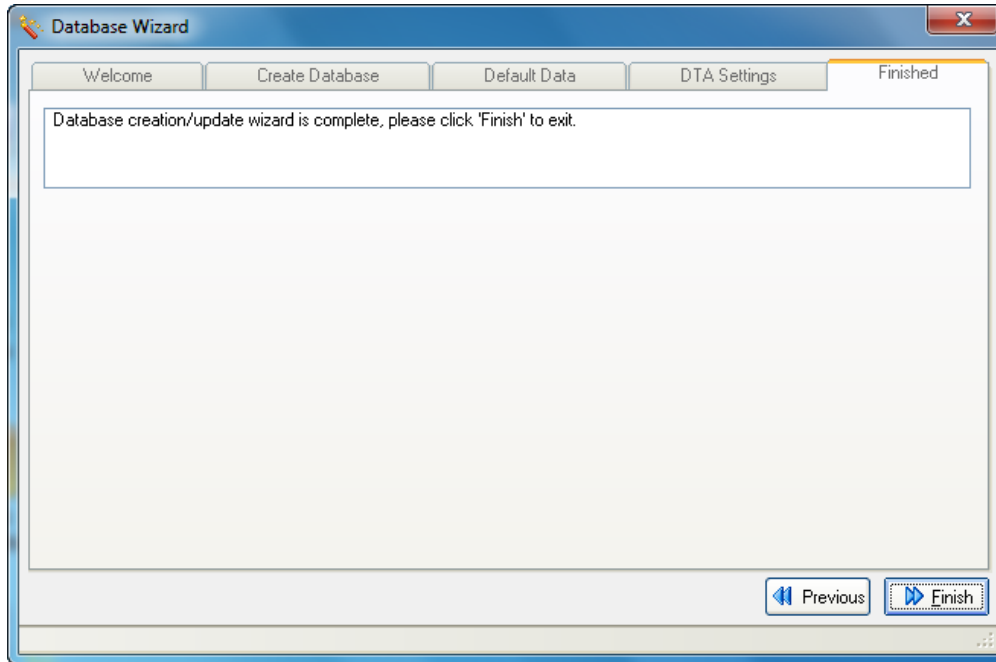 Database Wizard
Welcome
Create Database
Default Data
DTA Settings
Finished
Database creation/update wizard is complete, please click 'Finish' to exit.
Previous
Finish